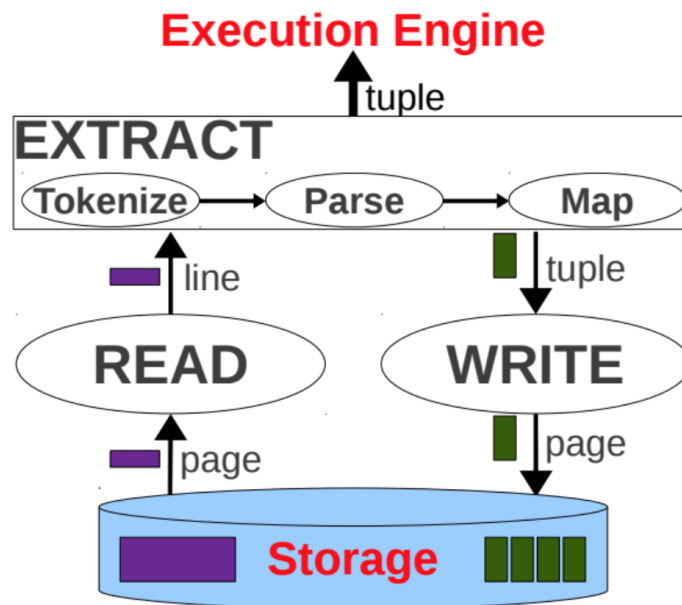 Execution Engine
tuple
EXTRACT
Tokenize
Parse
Map
line
tuple
READ
WRITE
page
page
Storage